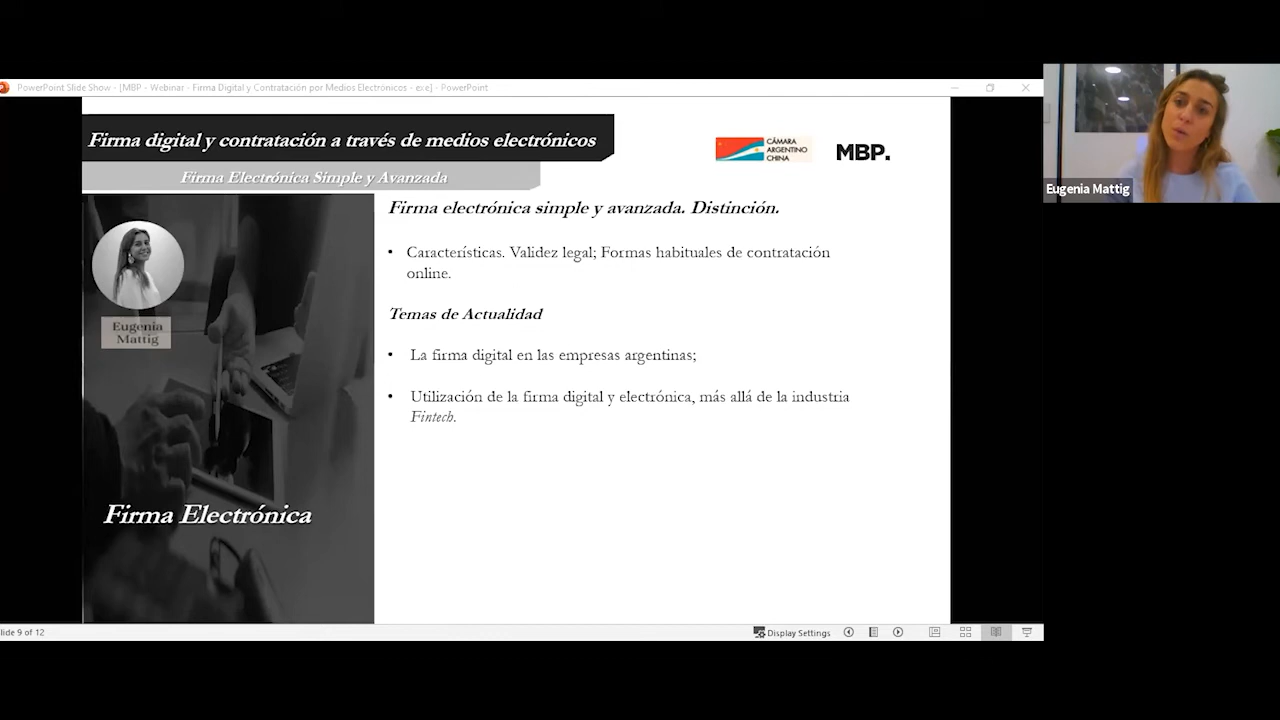 PowerPoint Slide Show - [MBP - Webinar - Firma Digital y Contratación por Medios Electrónicos - exe] - PowerPoint
Firma digital y contratación a través de medios electrónicos
Firma Electrónica Simple y Avanzada
CÁMARA
ARGENTINO
CHINA
MBP.
Eugenia Mattig
Firma electrónica simple y avanzada. Distinción.
• Características. Validez legal; Formas habituales de contratación
online.
Temas de Actualidad
• La firma digital en las empresas argentinas;
• Utilización de la firma digital y electrónica, más allá de la industria
Fintech.
Eugenia
Mattig
Firma Electrónica
lide 9 of 12
Display Settings